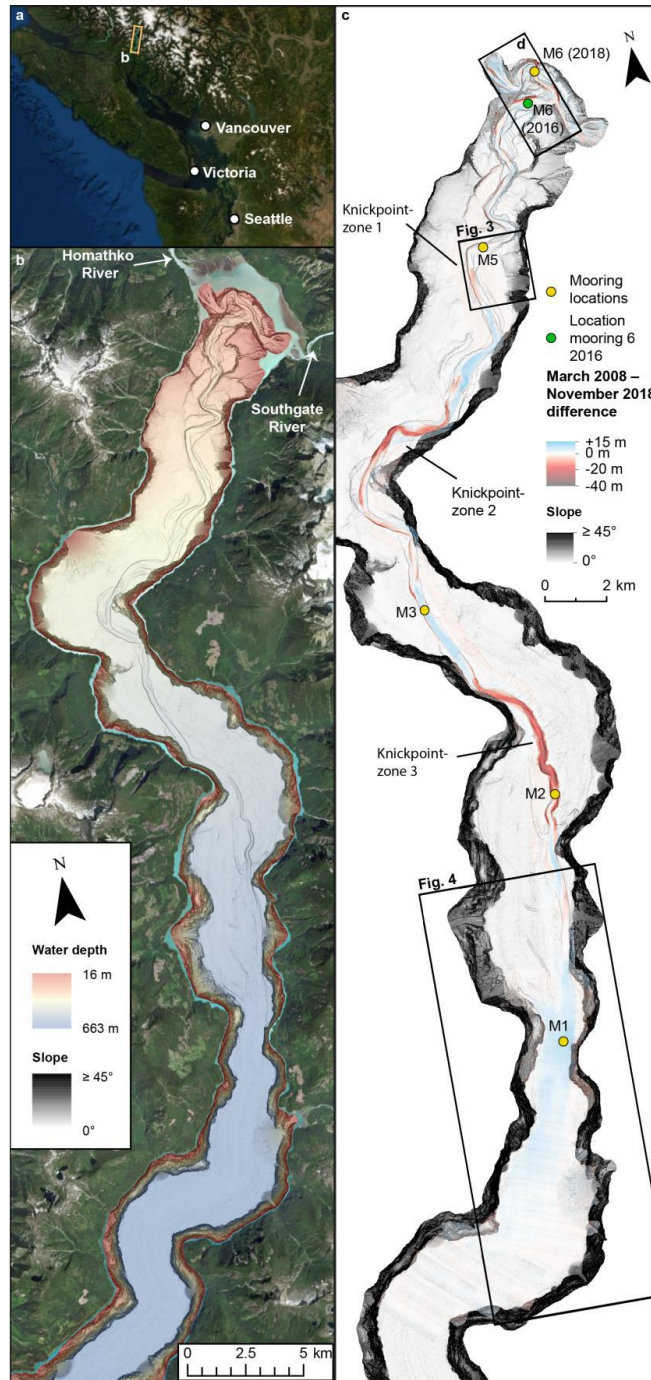 a
b
Vancouver
Victoria
Seattle
b
Homathko
River
Southgate
River
N
Water depth
16 m
663 m
Slope
≥ 45°
0°
0 2.5 5 km
c
N
d
M6 (2018)
M6
(2016)
Knickpoint-
zone 1
Fig. 3
M5
Mooring
locations
Location
mooring 6
2016
March 2008 –
November 2018
difference
+15 m
0 m
-20 m
-40 m
Slope
≥ 45°
0°
0 2 km
Knickpoint-
zone 2
M3
Knickpoint-
zone 3
M2
Fig. 4
M1